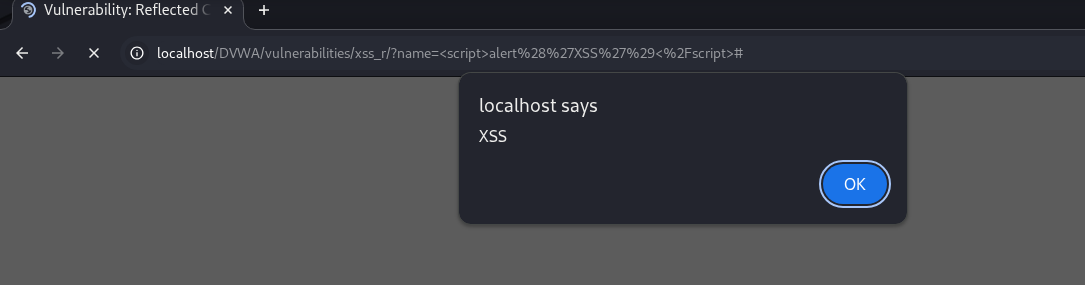 Vulnerability: Reflected C
localhost/DVWA/vulnerabilities/xss_r/?name=<script>alert%28%27XSS%27%29<%2Fscript>#
localhost says
XSS
OK